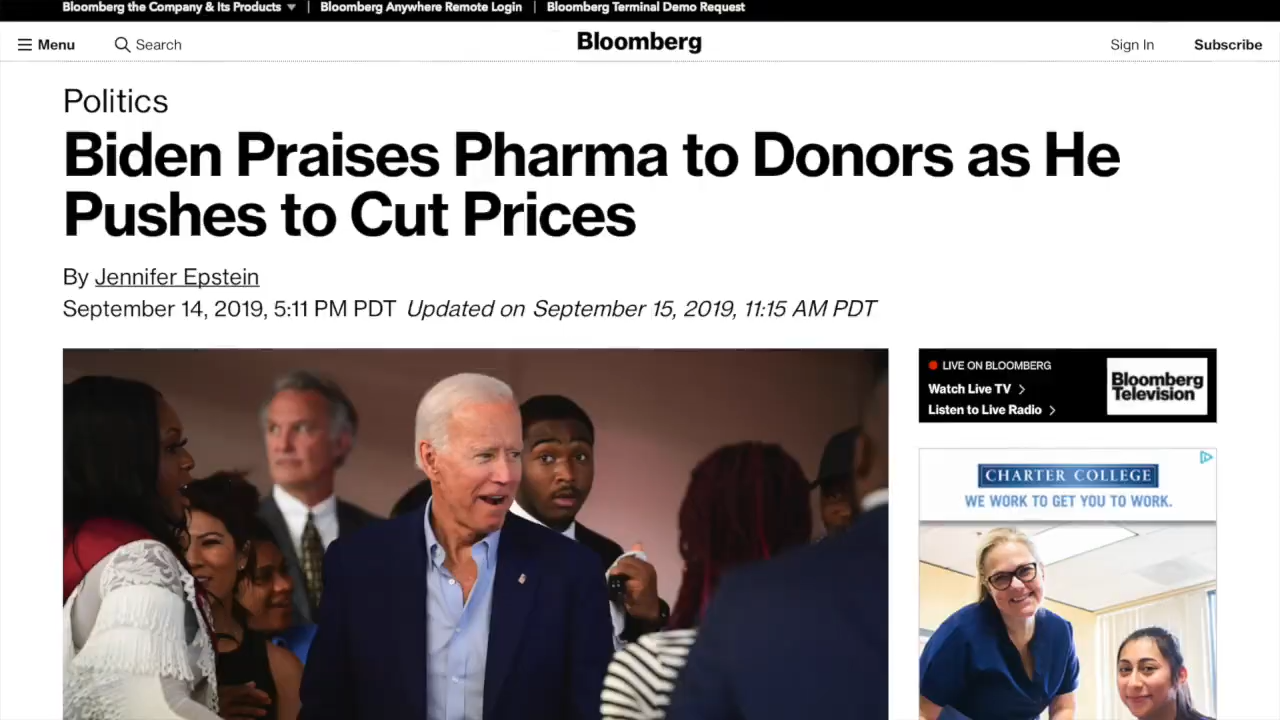 Bloomberg the Company & Its Products
Bloomberg Anywhere Remote Login
Bloomberg Terminal Demo Request
Menu
Search
Bloomberg
Sign In
Subscribe
Politics
Biden Praises Pharma to Donors as He
Pushes to Cut Prices
By Jennifer Epstein
September 14, 2019, 5:11 PM PDT Updated on September 15, 2019, 11:15 AM PDT
LIVE ON BLOOMBERG
Watch Live TV
Listen to Live Radio
Bloomberg
Television
CHARTER COLLEGE
WE WORK TO GET YOU TO WORK.